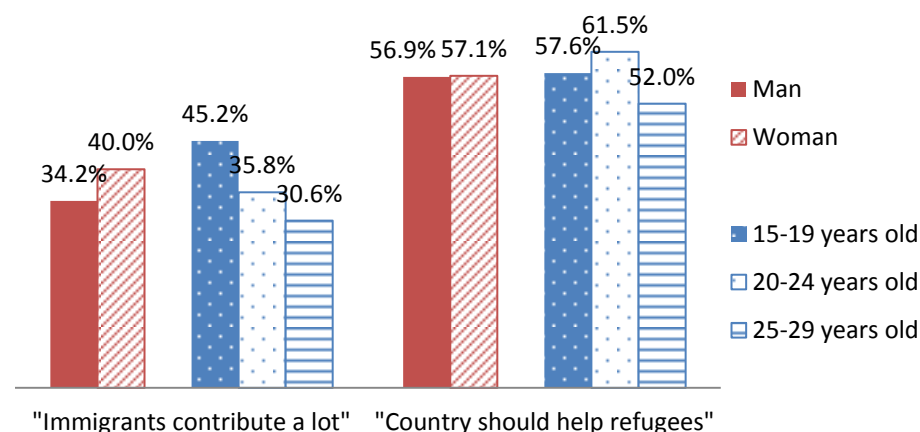 61.5%
56.9% 57.1% 57.6%
52.0%
45.2%
40.0%
34.2%
35.8%
30.6%
Man
Woman
15-19 years old
20-24 years old
25-29 years old
"Immigrants contribute a lot" "Country should help refugees"